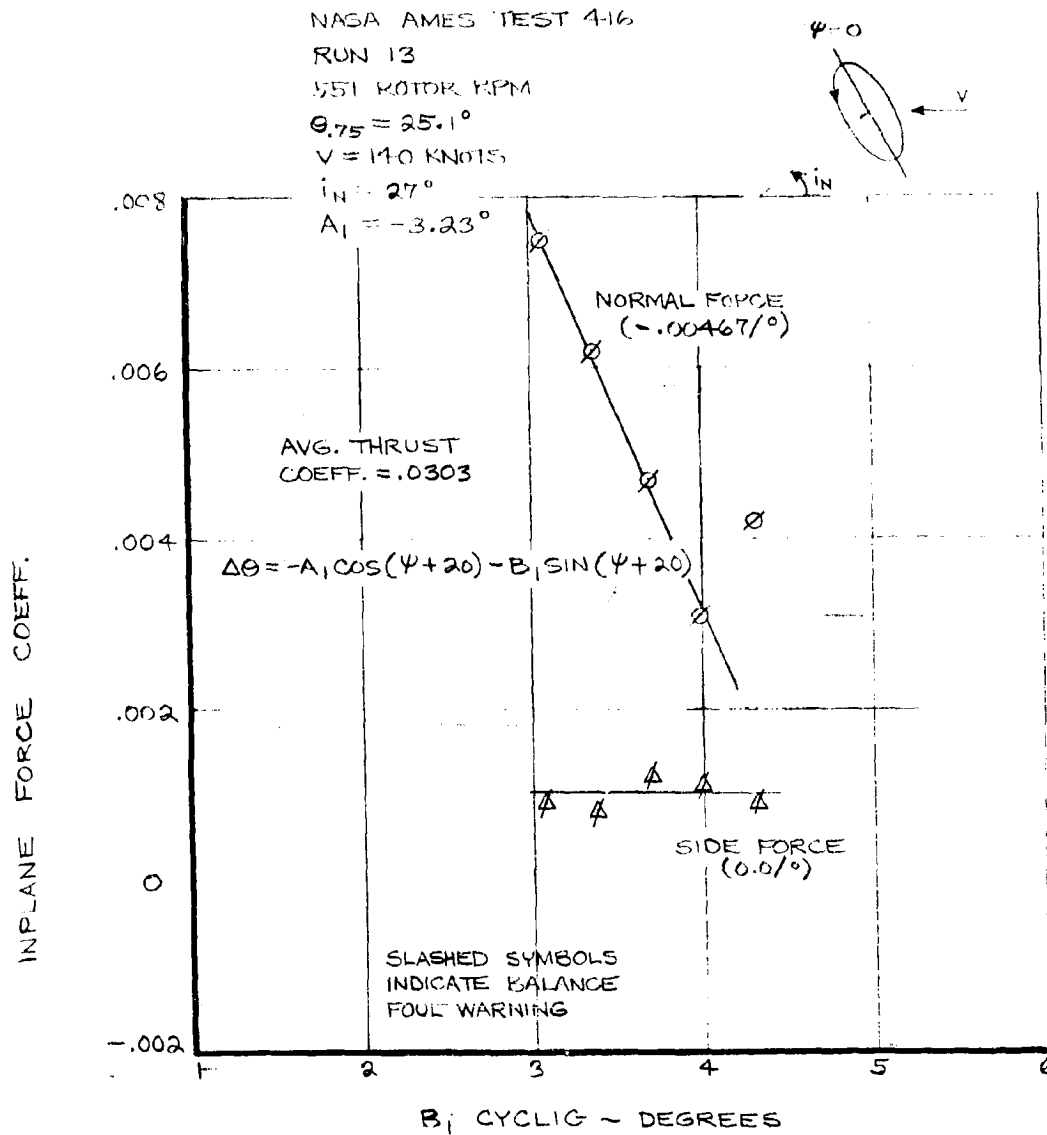 NASA AMES TEST 416
RUN 13
551 ROTOR RPM
θ.75 = 25.1°
V = 140 KNOTS
iN = 27°
A1 = -3.23°
ψ=0
V
iN
.008
NORMAL FORCE
(-.00467/°)
.006
AVG. THRUST
COEFF. = .0303
.004
Δθ = -A1 COS(ψ+20) - B1 SIN(ψ+20)
INPLANE FORCE COEFF.
.002
SIDE FORCE
(0.0/°)
0
SLASHED SYMBOLS
INDICATE BALANCE
FOUL WARNING
-.002
1 2 3 4 5 6
B1 CYCLIC ~ DEGREES